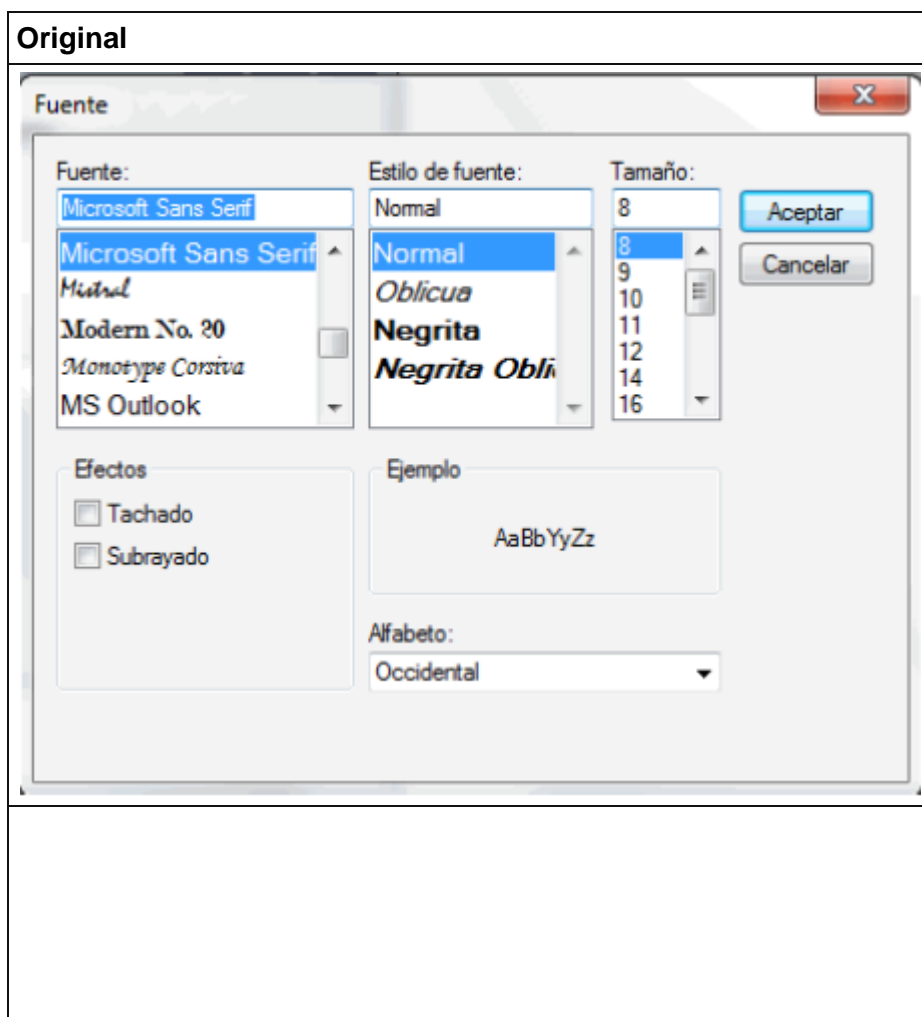 Original
Fuente
Fuente:
Estilo de fuente:
Tamaño:
Microsoft Sans Serif
Normal
8
Aceptar
Cancelar
Microsoft Sans Serif
Mistral
Modern No. 20
Monotype Corsiva
MS Outlook
Normal
Oblicua
Negrita
Negrita Obli
8
9
10
11
12
14
16
Efectos
Tachado
Subrayado
Ejemplo
AaBbYyZz
Alfabeto:
Occidental